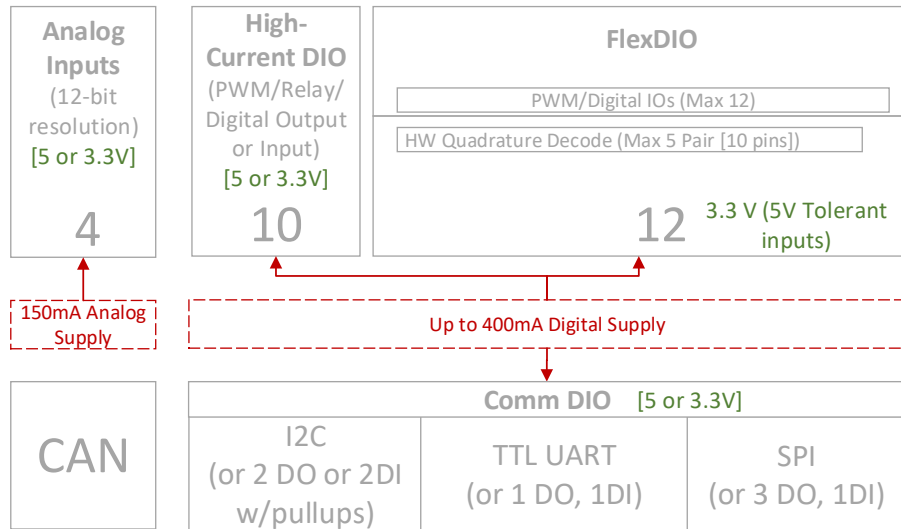 Analog
Inputs
(12-bit
resolution)
[5 or 3.3V]
4
High-
Current DIO
(PWM/Relay/
Digital Output
or Input)
[5 or 3.3V]
10
FlexDIO
PWM/Digital IOs (Max 12)
HW Quadrature Decode (Max 5 Pair [10 pins])
12
3.3 V (5V Tolerant
inputs)
150mA Analog
Supply
Up to 400mA Digital Supply
CAN
Comm DIO [5 or 3.3V]
I2C
(or 2 DO or 2DI
w/pullups)
TTL UART
(or 1 DO, 1DI)
SPI
(or 3 DO, 1DI)